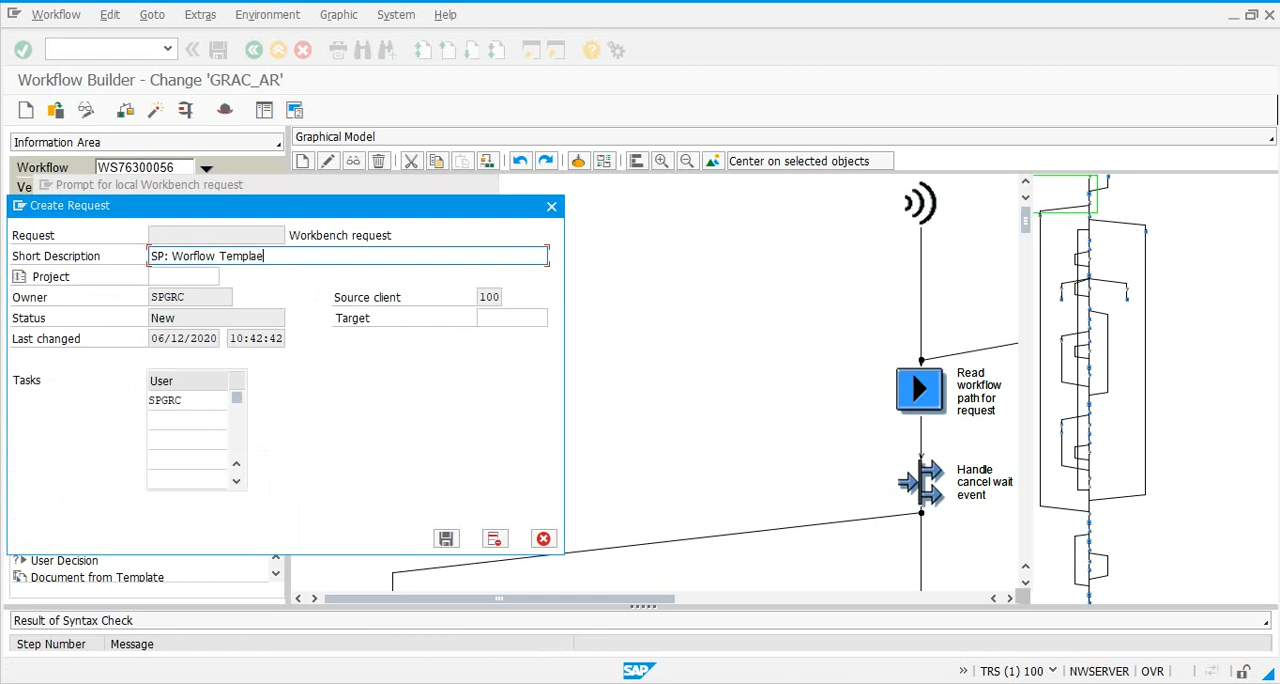 Workflow Edit Goto Extras Environment Graphic System Help
Workflow Builder - Change 'GRAC_AR'
Information Area
Graphical Model
Workflow WS76300056
Center on selected objects
Ve
Prompt for local Workbench request
Create Request
Request Workbench request
Short Description SP: Worflow Templae
Project
Owner SPGRC Source client 100
Status New Target
Last changed 06/12/2020 10:42:42
Tasks User
SPGRC
Read
workflow
path for
request
Handle
cancel wait
event
User Decision
Document from Template
Result of Syntax Check
Step Number Message
SAP
TRS (1) 100 NWSERVER OVR